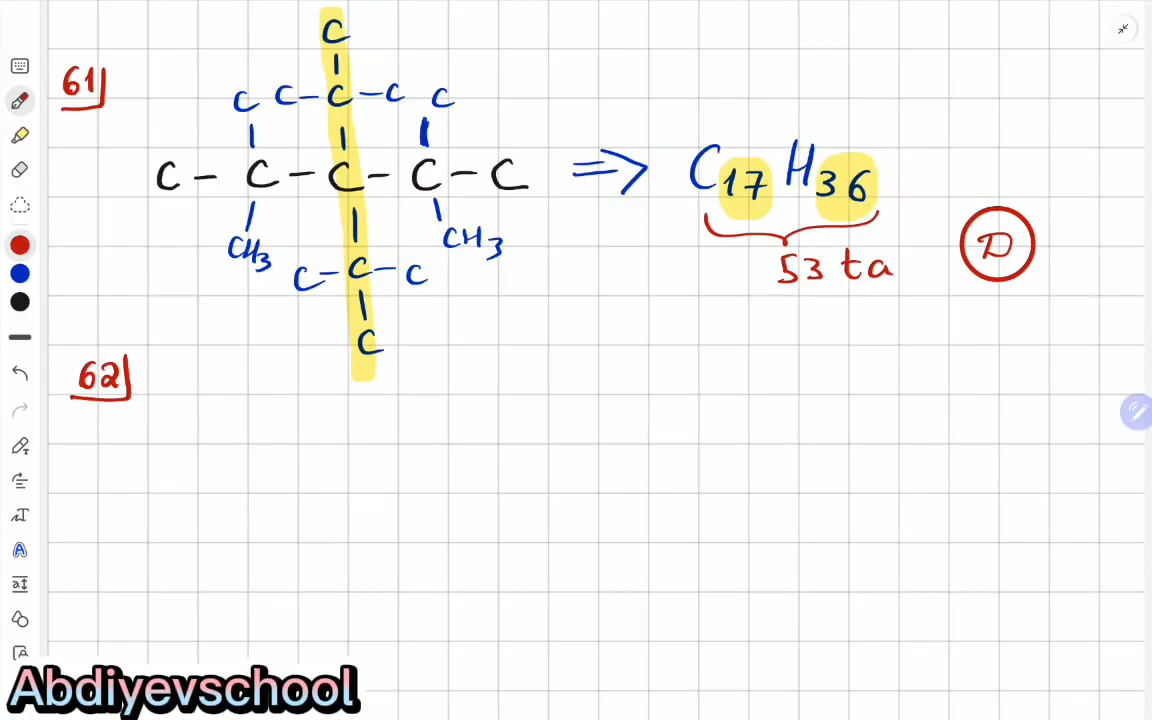 61
C
C C-C-C C
C-C-C-C-C => C17H36
CH3 CH3
53 ta
D
C-C-C
C
62
Abdiyevschool